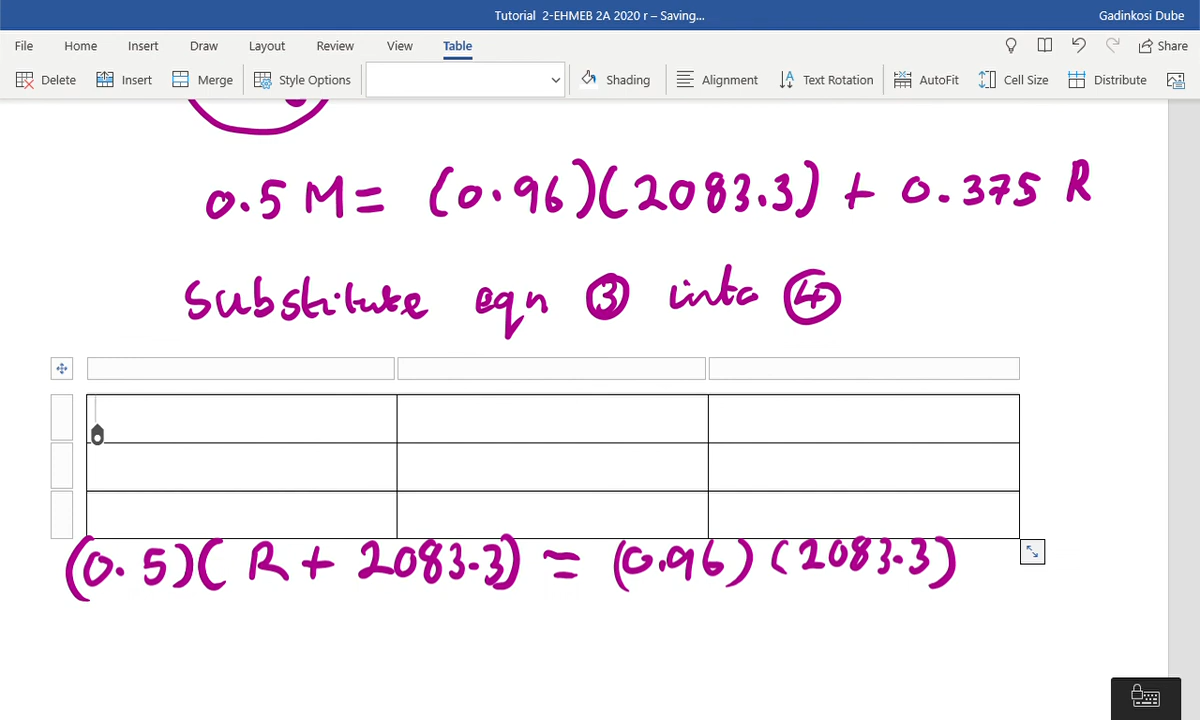 Tutorial 2-EHMEB 2A 2020 r – Saving... Gadinkosi Dube
File Home Insert Draw Layout Review View Table Share
Delete Insert Merge Style Options Shading Alignment Text Rotation AutoFit Cell Size Distribute
0.5 M = (0.96)(2083.3) + 0.375 R
Substitute eqn ③ into ④
(0.5)( R + 2083.3) = (0.96) (2083.3)